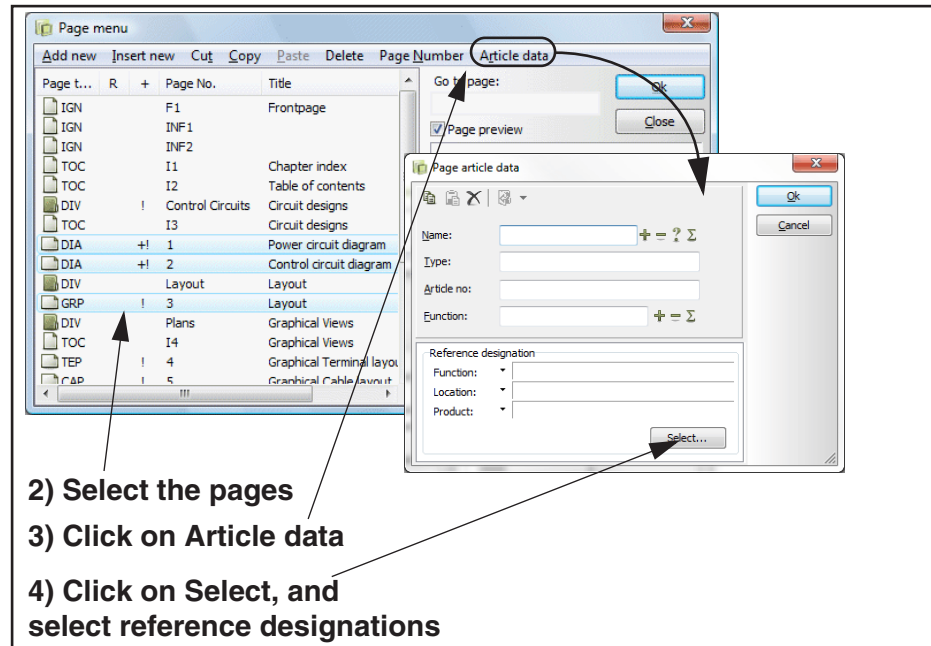 Page menu
Add new Insert new Cut Copy Paste Delete Page Number Article data
Page t... R + Page No. Title
IGN F1 Frontpage
IGN INF1
IGN INF2
TOC I1 Chapter index
TOC I2 Table of contents
DIV ! Control Circuits Circuit designs
TOC I3 Circuit designs
DIA +! 1 Power circuit diagram
DIA +! 2 Control circuit diagram
DIV Layout Layout
GRP ! 3 Layout
DIV Plans Graphical Views
TOC I4 Graphical Views
TEP ! 4 Graphical Terminal layou
CAP ! 5 Graphical Cable layout
Go to page:
Ok
Close
Page preview
Page article data
Ok
Cancel
Name:
Type:
Article no:
Function:
Reference designation
Function:
Location:
Product:
Select...
2) Select the pages
3) Click on Article data
4) Click on Select, and
select reference designations